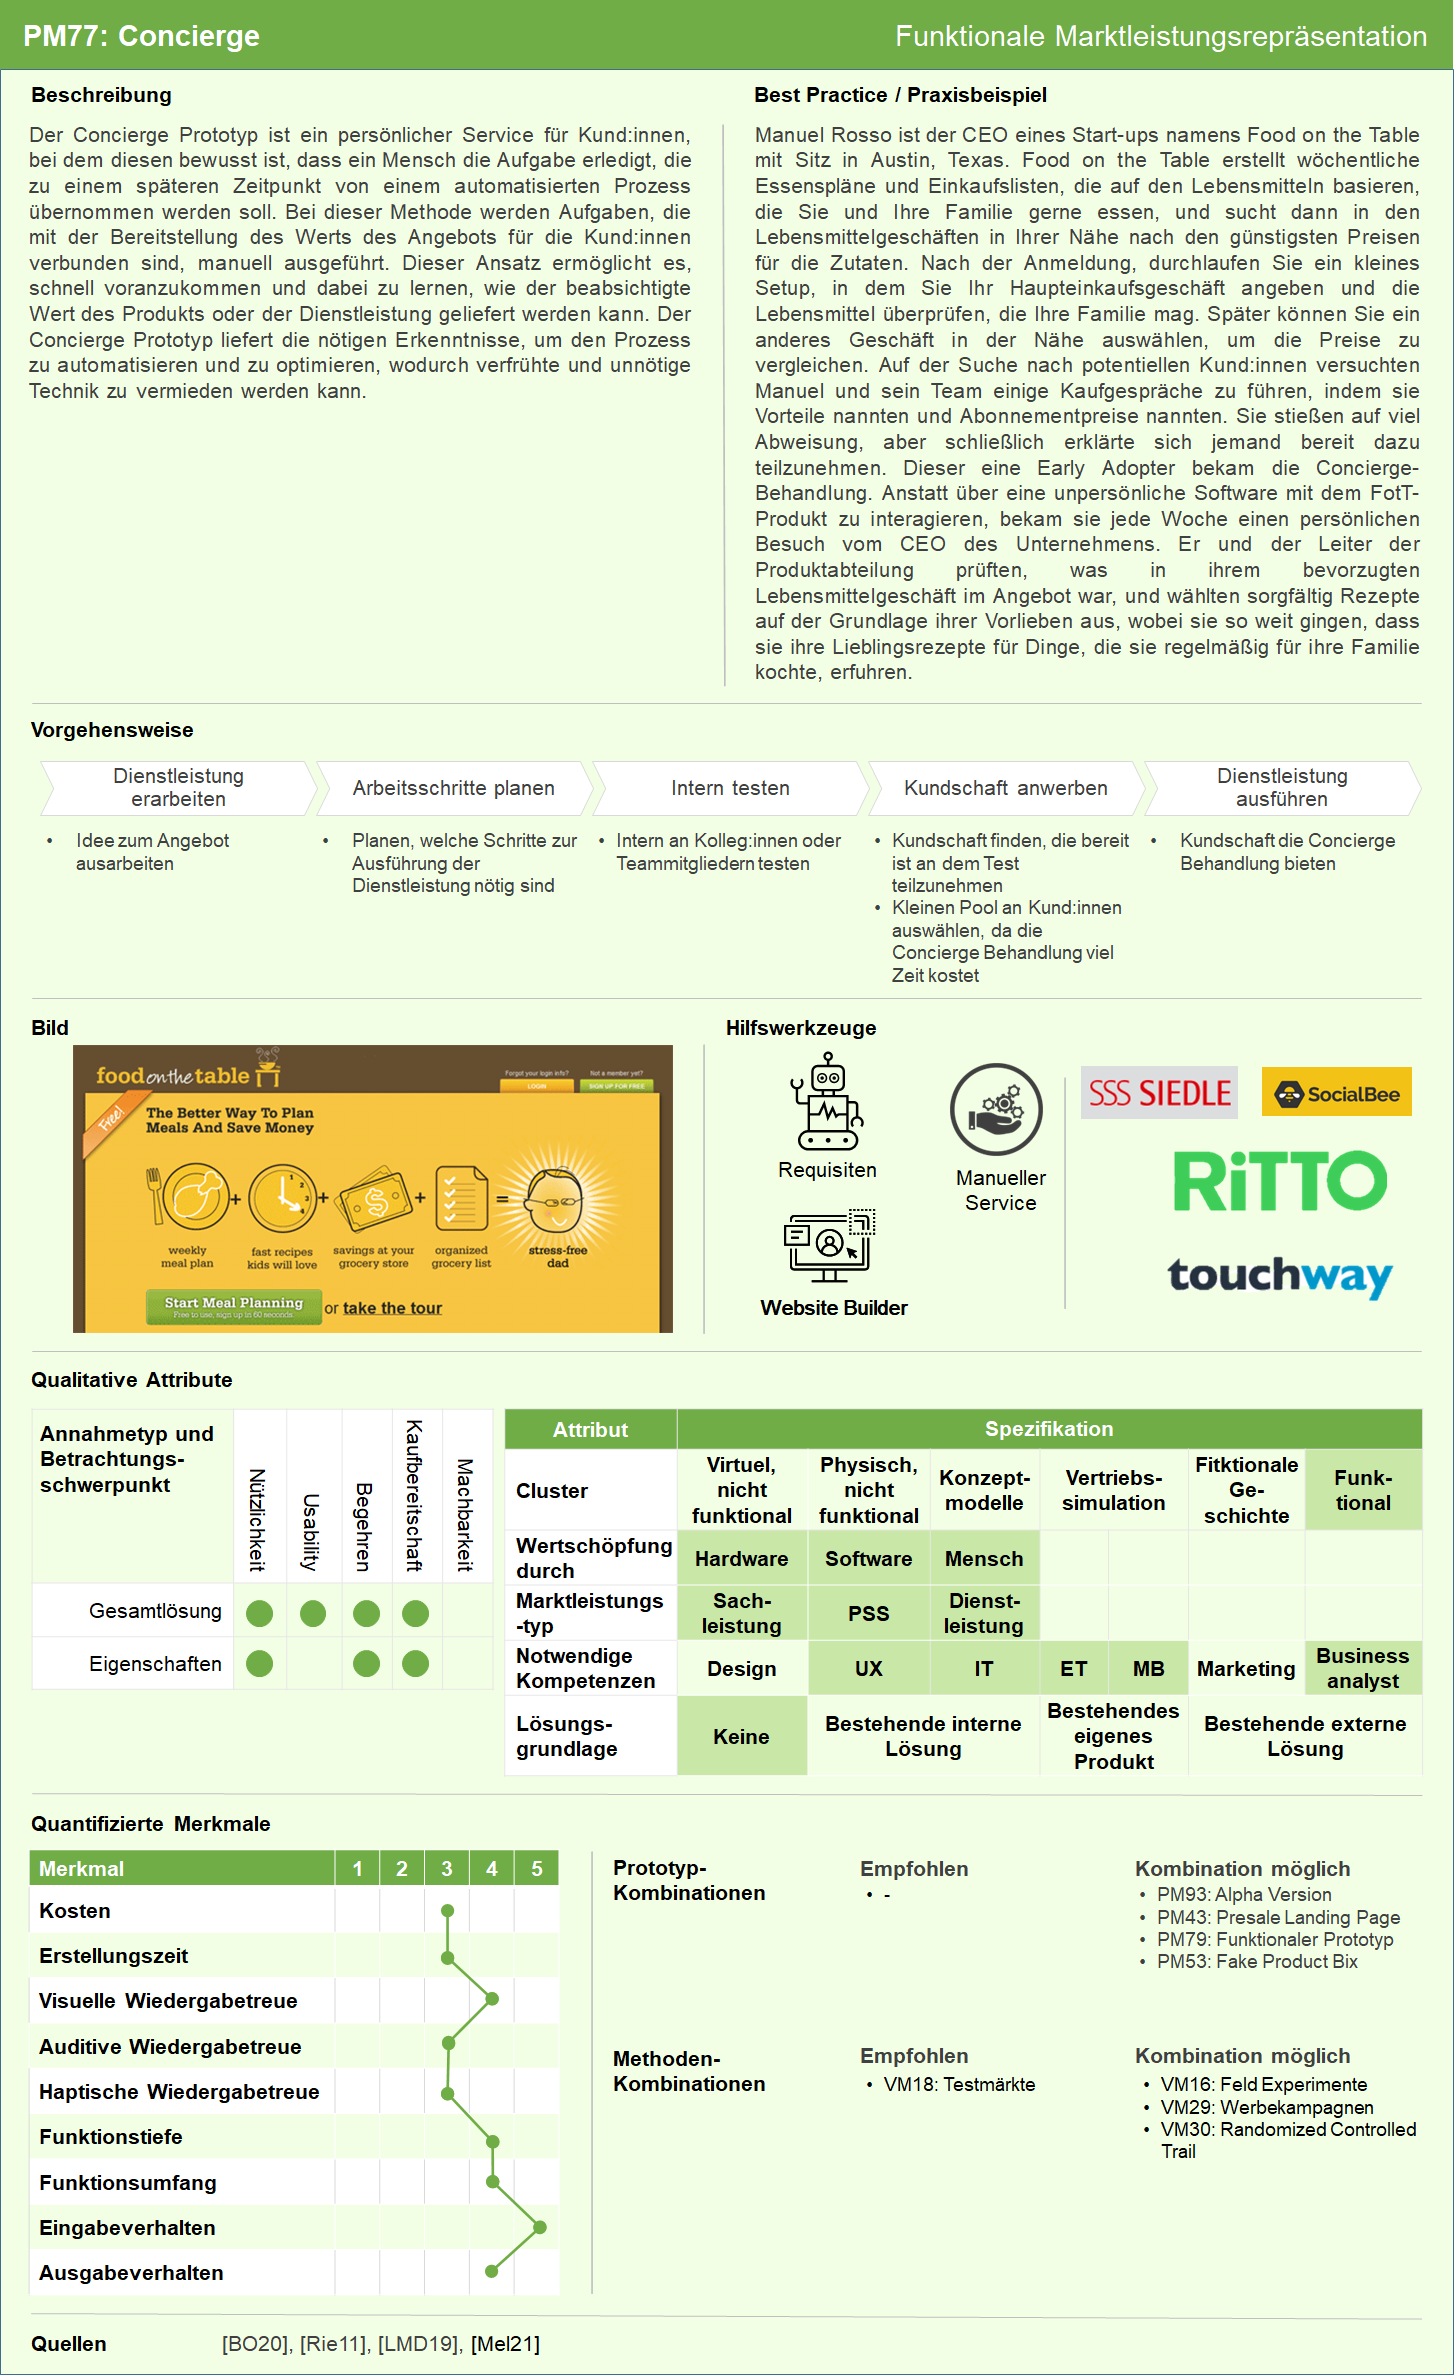 PM77: Concierge
Funktionale Marktleistungsrepräsentation
Beschreibung
Der Concierge Prototyp ist ein persönlicher Service für Kund:innen,
bei dem diesen bewusst ist, dass ein Mensch die Aufgabe erledigt, die
zu einem späteren Zeitpunkt von einem automatisierten Prozess
übernommen werden soll. Bei dieser Methode werden Aufgaben, die
mit der Bereitstellung des Werts des Angebots für die Kund:innen
verbunden sind, manuell ausgeführt. Dieser Ansatz ermöglicht es,
schnell voranzukommen und dabei zu lernen, wie der beabsichtigte
Wert des Produkts oder der Dienstleistung geliefert werden kann. Der
Concierge Prototyp liefert die nötigen Erkenntnisse, um den Prozess
zu automatisieren und zu optimieren, wodurch verfrühte und unnötige
Technik zu vermieden werden kann.
Best Practice / Praxisbeispiel
Manuel Rosso ist der CEO eines Start-ups namens Food on the Table
mit Sitz in Austin, Texas. Food on the Table erstellt wöchentliche
Essenspläne und Einkaufslisten, die auf den Lebensmitteln basieren,
die Sie und Ihre Familie gerne essen, und sucht dann in den
Lebensmittelgeschäften in Ihrer Nähe nach den günstigsten Preisen
für die Zutaten. Nach der Anmeldung, durchlaufen Sie ein kleines
Setup, in dem Sie Ihr Haupteinkaufsgeschäft angeben und die
Lebensmittel überprüfen, die Ihre Familie mag. Später können Sie ein
anderes Geschäft in der Nähe auswählen, um die Preise zu
vergleichen. Auf der Suche nach potentiellen Kund:innen versuchten
Manuel und sein Team einige Kaufgespräche zu führen, indem sie
Vorteile nannten und Abonnementpreise nannten. Sie stießen auf viel
Abweisung, aber schließlich erklärte sich jemand bereit dazu
teilzunehmen. Dieser eine Early Adopter bekam die Concierge-
Behandlung. Anstatt über eine unpersönliche Software mit dem FotT-
Produkt zu interagieren, bekam sie jede Woche einen persönlichen
Besuch vom CEO des Unternehmens. Er und der Leiter der
Produktabteilung prüften, was in ihrem bevorzugten
Lebensmittelgeschäft im Angebot war, und wählten sorgfältig Rezepte
auf der Grundlage ihrer Vorlieben aus, wobei sie so weit gingen, dass
sie ihre Lieblingsrezepte für Dinge, die sie regelmäßig für ihre Familie
kochte, erfuhren.
Vorgehensweise
Dienstleistung
erarbeiten
Arbeitsschritte planen
Intern testen
Kundschaft anwerben
Dienstleistung
ausführen
• Idee zum Angebot
ausarbeiten
• Planen, welche Schritte zur
Ausführung der
Dienstleistung nötig sind
• Intern an Kolleg:innen oder
Teammitgliedern testen
• Kundschaft finden, die bereit
ist an dem Test
teilzunehmen
• Kleinen Pool an Kund:innen
auswählen, da die
Concierge Behandlung viel
Zeit kostet
• Kundschaft die Concierge
Behandlung bieten
Bild
food on the table
Forgot your login info?
Not a member yet?
LOGIN
SIGN UP FOR FREE
Free!
The Better Way To Plan
Meals And Save Money
+ + + =
weekly
meal plan
fast recipes
kids will love
savings at your
grocery store
organized
grocery list
stress-free
dad
Start Meal Planning
Free to use, sign up in 60 seconds
or take the tour
Hilfswerkzeuge
Requisiten
Manueller
Service
Website Builder
SSS SIEDLE
SocialBee
RiTTO
touchway
Qualitative Attribute
Annahmetyp und
Betrachtungs-
schwerpunkt
Nützlichkeit
Usability
Begehren
Kaufbereitschaft
Machbarkeit
Gesamtlösung
Eigenschaften
Attribut
Spezifikation
Cluster
Virtuel,
nicht
funktional
Physisch,
nicht
funktional
Konzept-
modelle
Vertriebs-
simulation
Fitktionale
Ge-
schichte
Funk-
tional
Wertschöpfung
durch
Hardware
Software
Mensch
Marktleistungs
-typ
Sach-
leistung
PSS
Dienst-
leistung
Notwendige
Kompetenzen
Design
UX
IT
ET
MB
Marketing
Business
analyst
Lösungs-
grundlage
Keine
Bestehende interne
Lösung
Bestehendes
eigenes
Produkt
Bestehende externe
Lösung
Quantifizierte Merkmale
Merkmal 1 2 3 4 5
Kosten
Erstellungszeit
Visuelle Wiedergabetreue
Auditive Wiedergabetreue
Haptische Wiedergabetreue
Funktionstiefe
Funktionsumfang
Eingabeverhalten
Ausgabeverhalten
Prototyp-
Kombinationen
Empfohlen
• -
Kombination möglich
• PM93: Alpha Version
• PM43: Presale Landing Page
• PM79: Funktionaler Prototyp
• PM53: Fake Product Bix
Methoden-
Kombinationen
Empfohlen
• VM18: Testmärkte
Kombination möglich
• VM16: Feld Experimente
• VM29: Werbekampagnen
• VM30: Randomized Controlled
Trail
Quellen
[BO20], [Rie11], [LMD19], [Mel21]